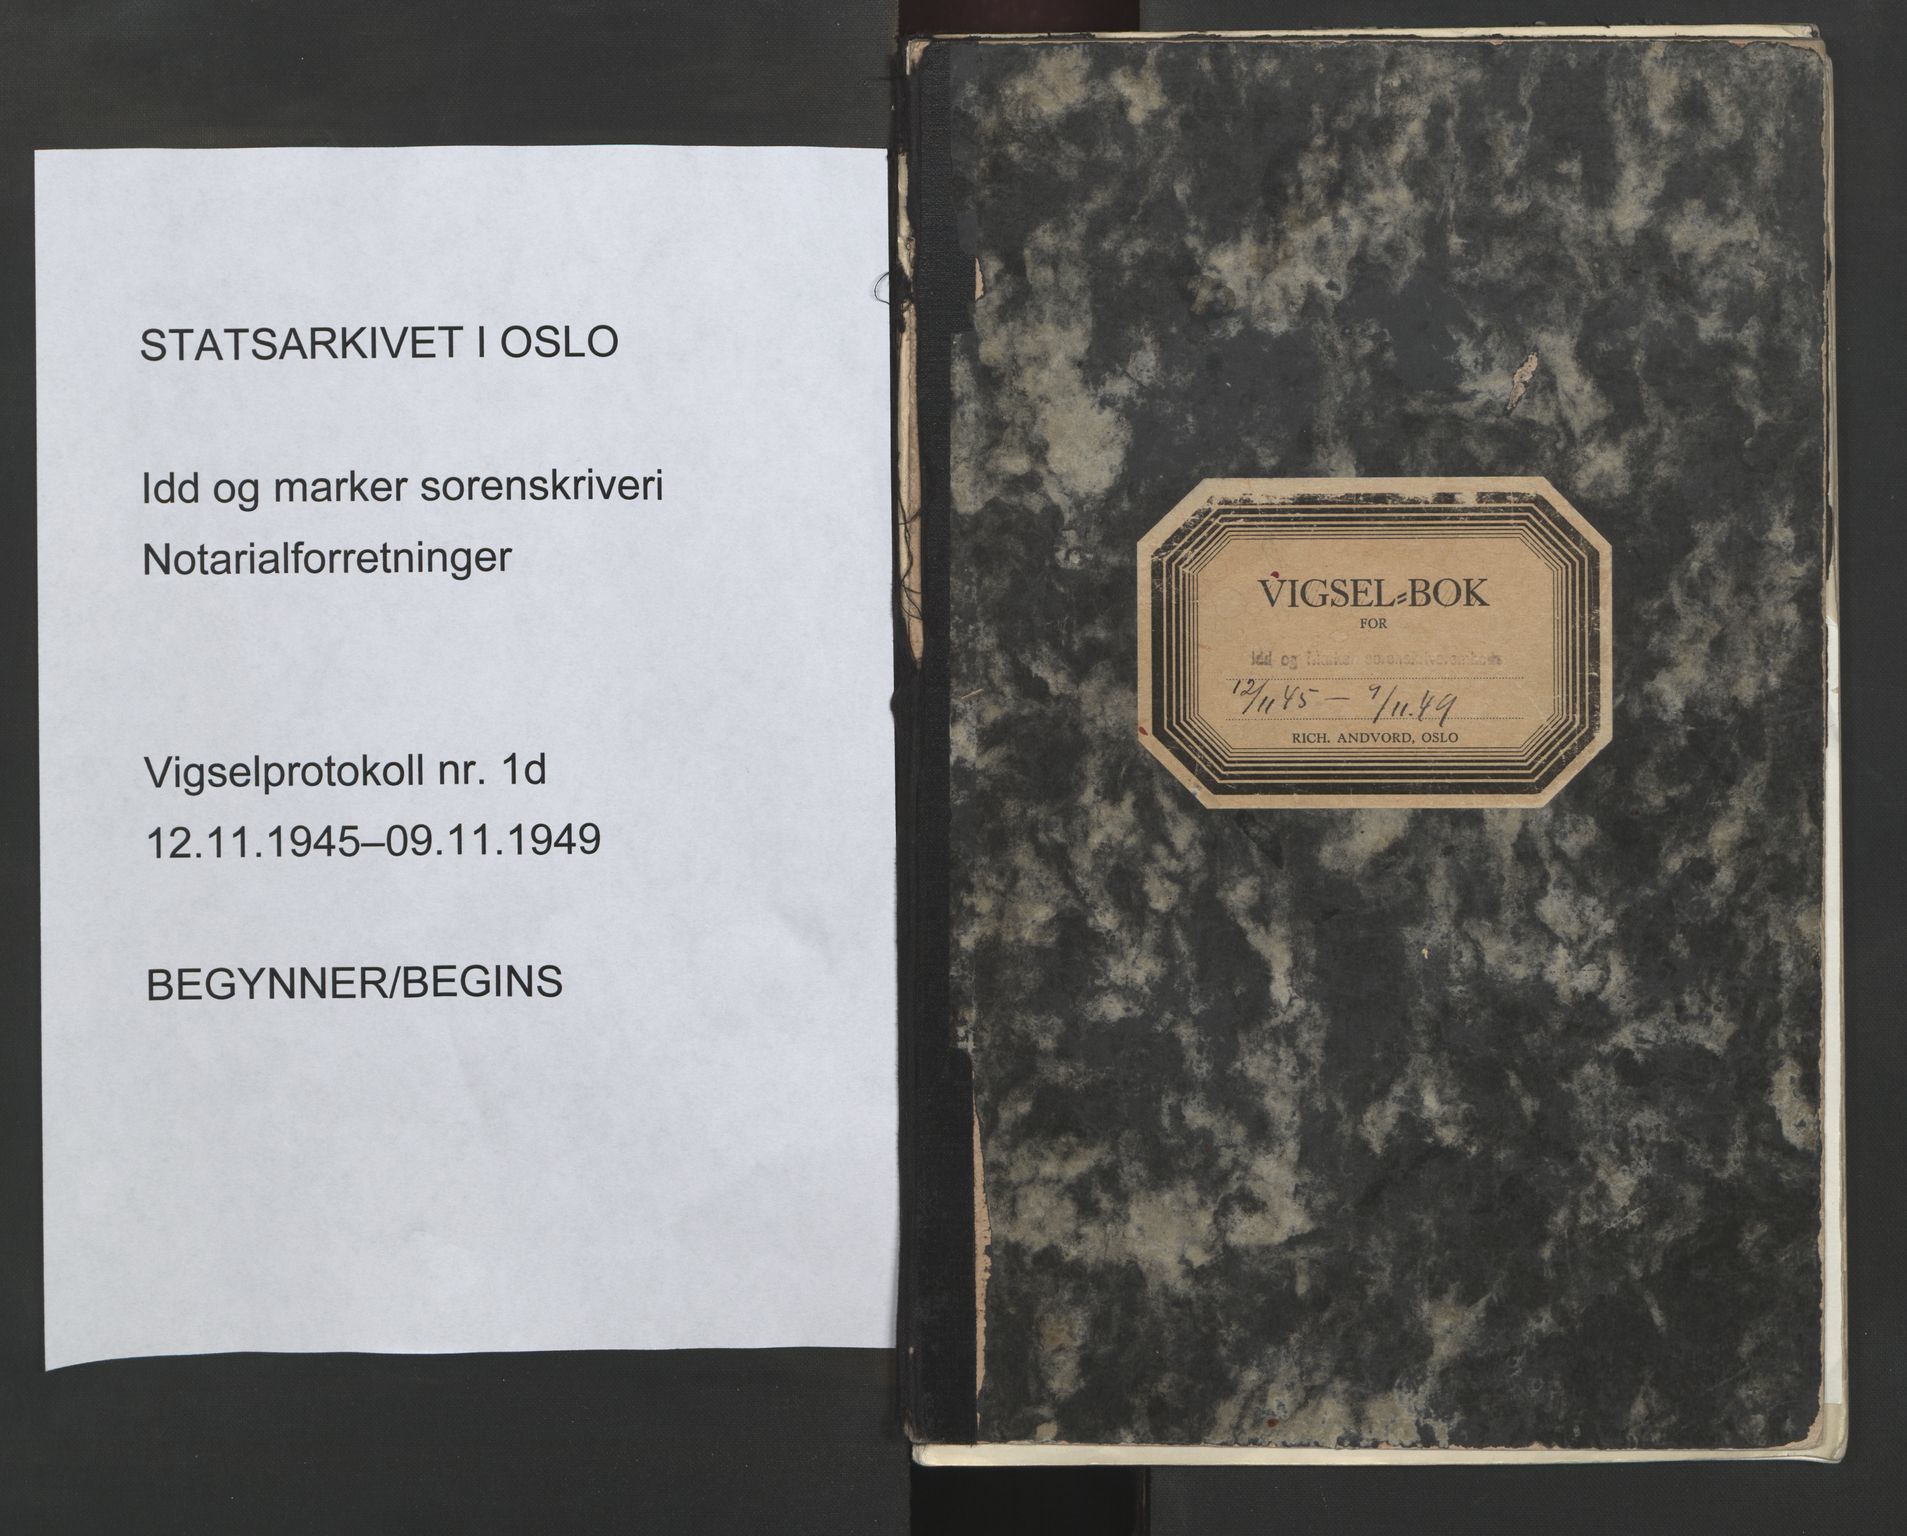 STATSARKIVET I OSLO
Idd og marker sorenskriveri
Notarialforretninger
Vigselprotokoll nr. 1d
12.11.1945–09.11.1949
BEGYNNER/BEGINS
VIGSEL-BOK
FOR
Idd og Marker sorenskriverembede
12/11 45 — 9/11.49
RICH. ANDVORD, OSLO